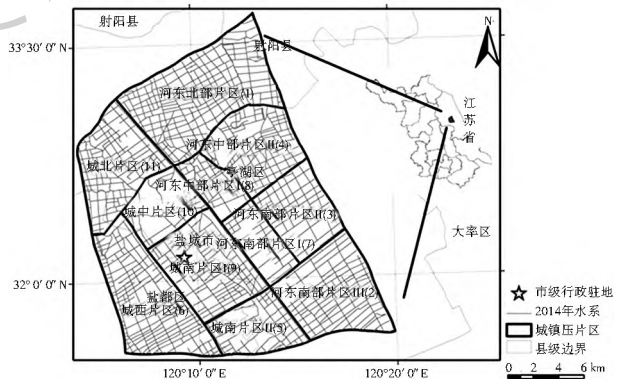 射阳县
N
33°30′0″N
射阳县
河东北部片区(1)
江苏省
河东中部片区II(4)
亭湖区
城北片区(11)
河东中部片区I(8)
城中片区(10)
河东南部片区II(3)
盐城市
河东南部片区I(7)
大丰区
城南片区I(9)
32°0′0″N
盐都区
河东南部片区III(2)
城西片区(6)
城南片区II(5)
市级行政驻地
2014年水系
城镇压片区
县级边界
120°10′0″E
120°20′0″E
0 2 4 6 km